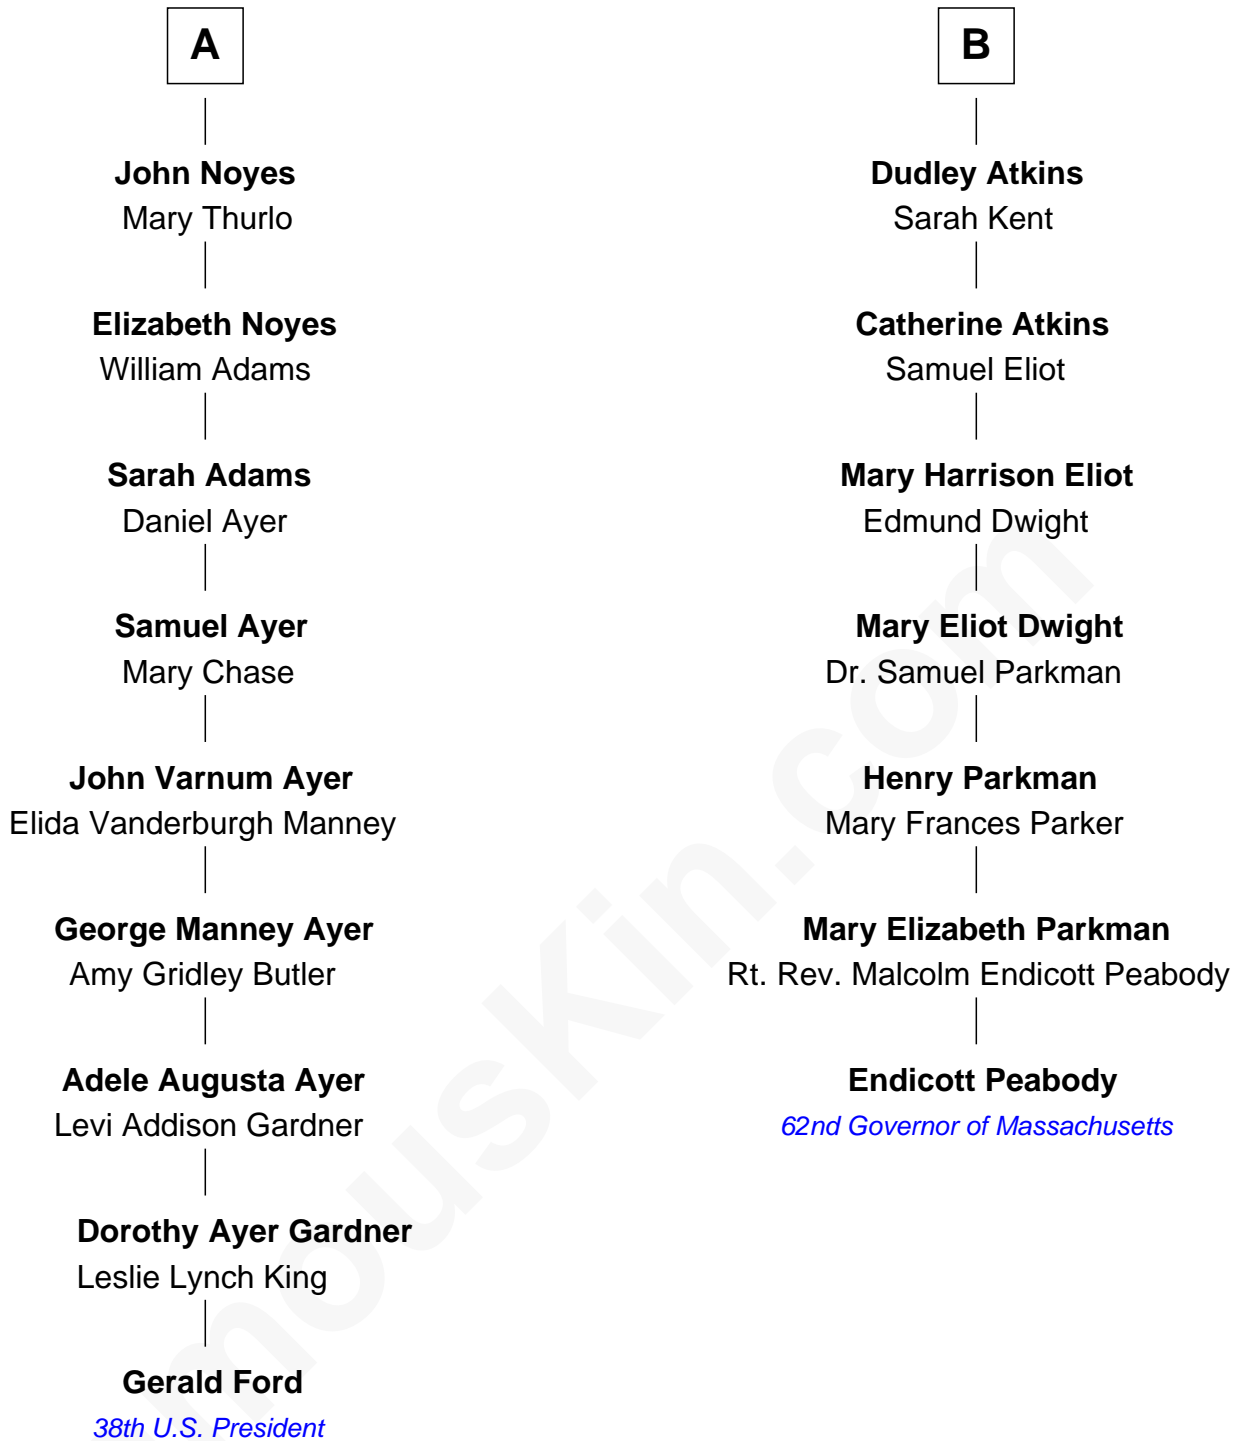 A
John Noyes
Mary Thurlo
Elizabeth Noyes
William Adams
Sarah Adams
Daniel Ayer
Samuel Ayer
Mary Chase
John Varnum Ayer
Elida Vanderburgh Manney
George Manney Ayer
Amy Gridley Butler
Adele Augusta Ayer
Levi Addison Gardner
Dorothy Ayer Gardner
Leslie Lynch King
Gerald Ford
38th U.S. President
B
Dudley Atkins
Sarah Kent
Catherine Atkins
Samuel Eliot
Mary Harrison Eliot
Edmund Dwight
Mary Eliot Dwight
Dr. Samuel Parkman
Henry Parkman
Mary Frances Parker
Mary Elizabeth Parkman
Rt. Rev. Malcolm Endicott Peabody
Endicott Peabody
62nd Governor of Massachusetts
mousKin.com